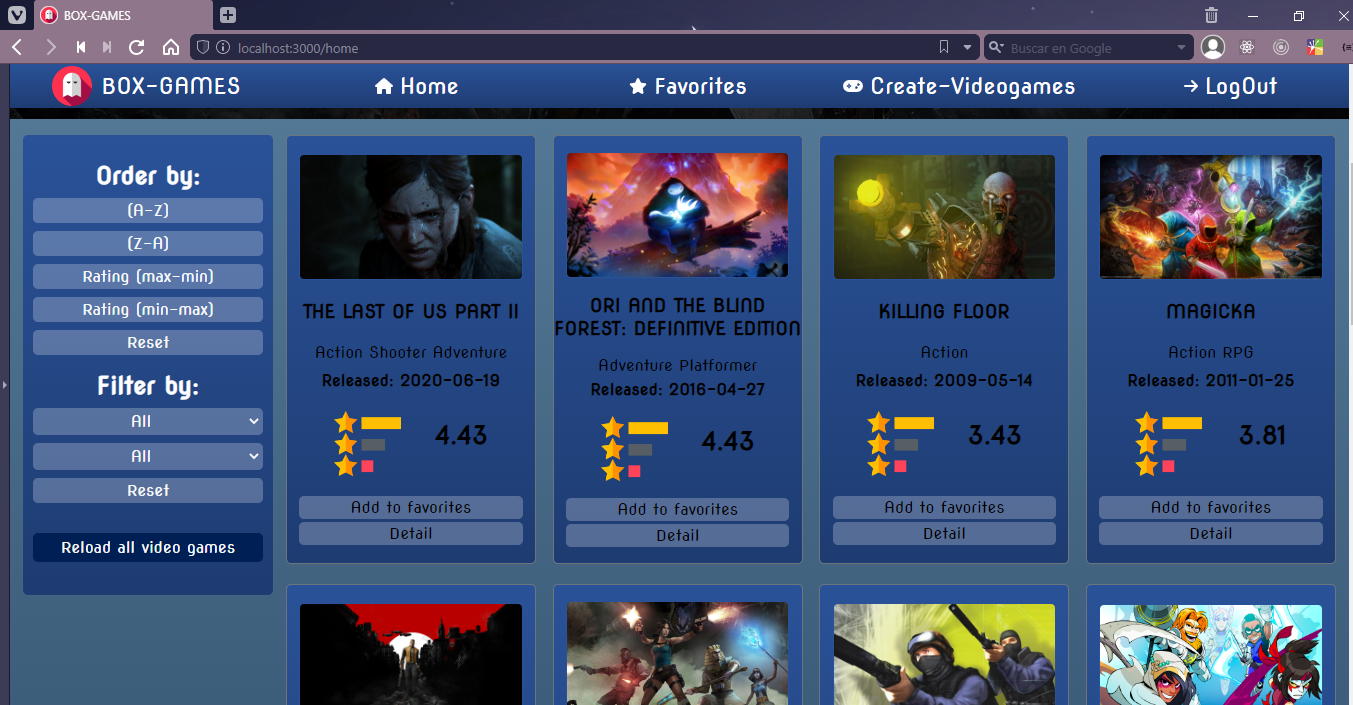 BOX-GAMES
localhost:3000/home
Buscar en Google
BOX-GAMES
Home
Favorites
Create-Videogames
LogOut
Order by:
(A-Z)
(Z-A)
Rating (max-min)
Rating (min-max)
Reset
Filter by:
All
All
Reset
Reload all video games
THE LAST OF US PART II
Action Shooter Adventure
Released: 2020-06-19
4.43
Add to favorites
Detail
ORI AND THE BLIND
FOREST: DEFINITIVE EDITION
Adventure Platformer
Released: 2016-04-27
4.43
Add to favorites
Detail
KILLING FLOOR
Action
Released: 2009-05-14
3.43
Add to favorites
Detail
MAGICKA
Action RPG
Released: 2011-01-25
3.81
Add to favorites
Detail